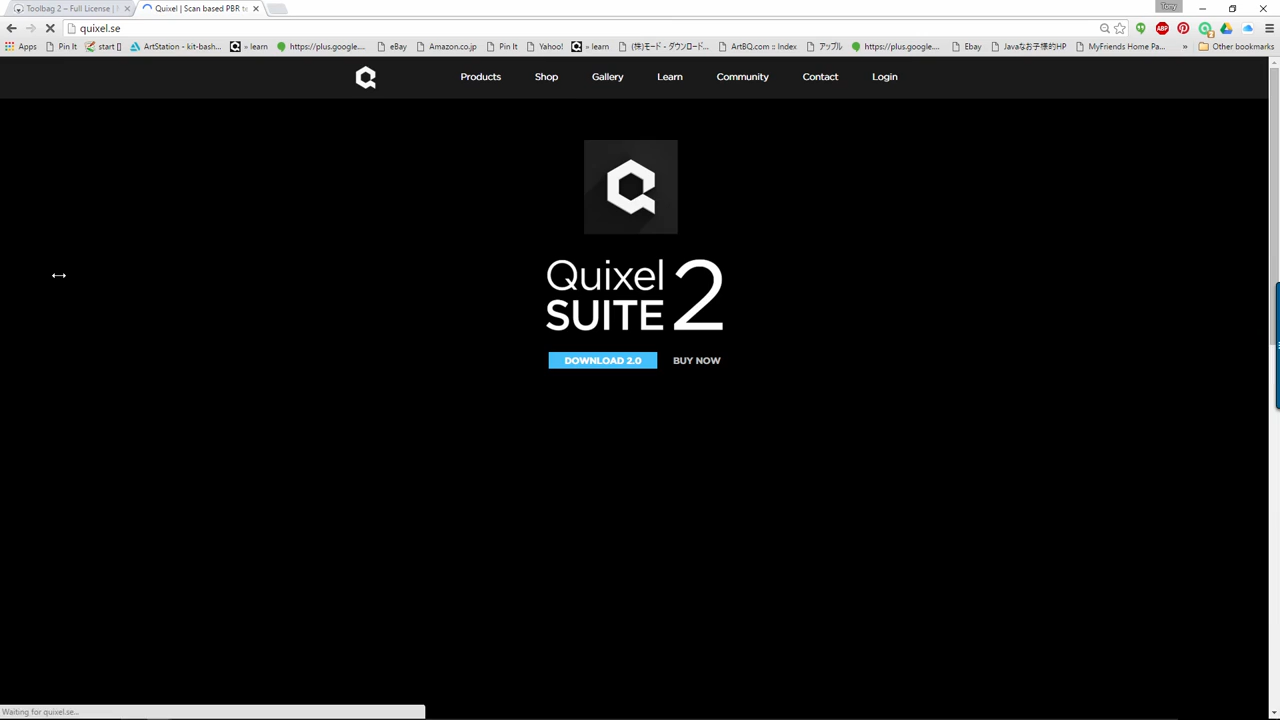 Toolbag 2 – Full License |
Quixel | Scan based PBR te
Tony
quixel.se
Apps
Pin It
start []
ArtStation - kit-bash...
» learn
https://plus.google....
eBay
Amazon.co.jp
Pin It
Yahoo!
» learn
(株)モード - ダウンロード...
ArtBQ.com :: Index
アップル
https://plus.google....
Ebay
Javaなお子様的HP
MyFriends Home Pa...
»
Other bookmarks
Products
Shop
Gallery
Learn
Community
Contact
Login
Quixel
SUITE 2
DOWNLOAD 2.0
BUY NOW
Waiting for quixel.se...